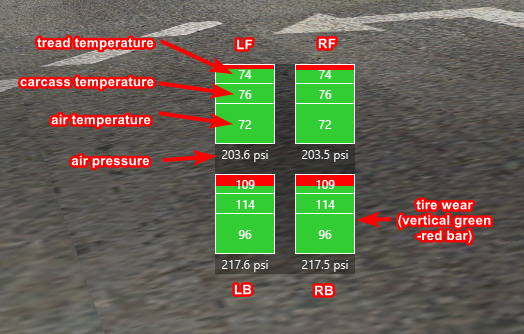 LF RF
tread temperature
74 74
carcass temperature
76 76
air temperature
72 72
air pressure
203.6 psi 203.5 psi
109 109
114 114
tire wear
(vertical green
-red bar)
96 96
217.6 psi 217.5 psi
LB RB